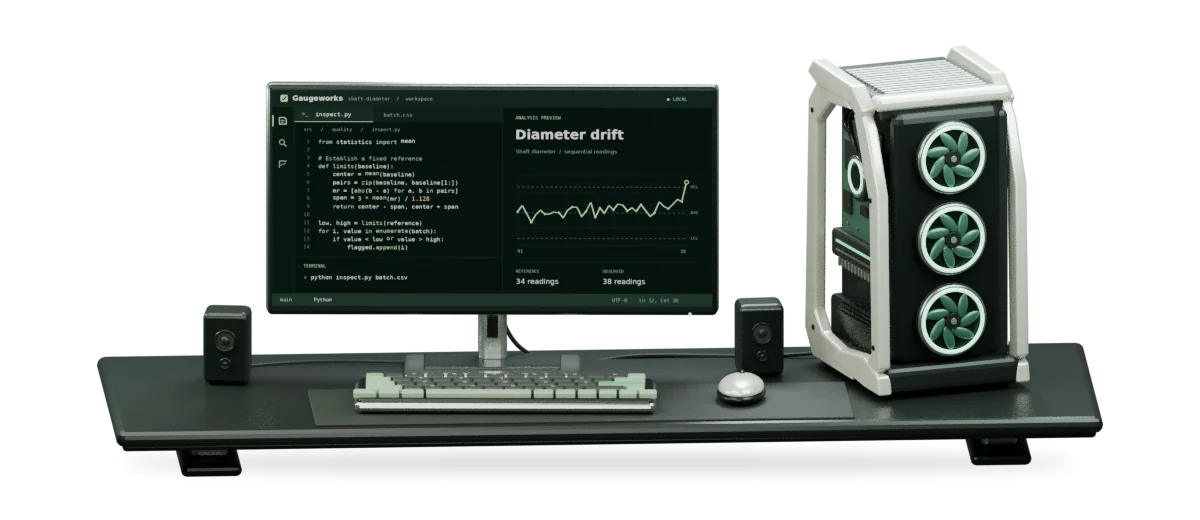 Gaugeworks shaft-diameter / workspace
LOCAL
inspect.py
batch.csv
src / quality / inspect.py
1 from statistics import mean
2
3 # Establish a fixed reference
4 def limits(baseline):
5 center = mean(baseline)
6 pairs = zip(baseline, baseline[1:])
7 mr = [abs(b - a) for a, b in pairs]
8 span = 3 * mean(mr) / 1.128
9 return center - span, center + span
10
11 low, high = limits(reference)
12 for i, value in enumerate(batch):
13 if value < low or value > high:
14 flagged.append(i)
TERMINAL
› python inspect.py batch.csv
ANALYSIS PREVIEW
Diameter drift
Shaft diameter / sequential readings
UCL
AVG
LCL
01
38
REFERENCE
34 readings
OBSERVED
38 readings
main
Python
UTF-8 Ln 12, Col 26